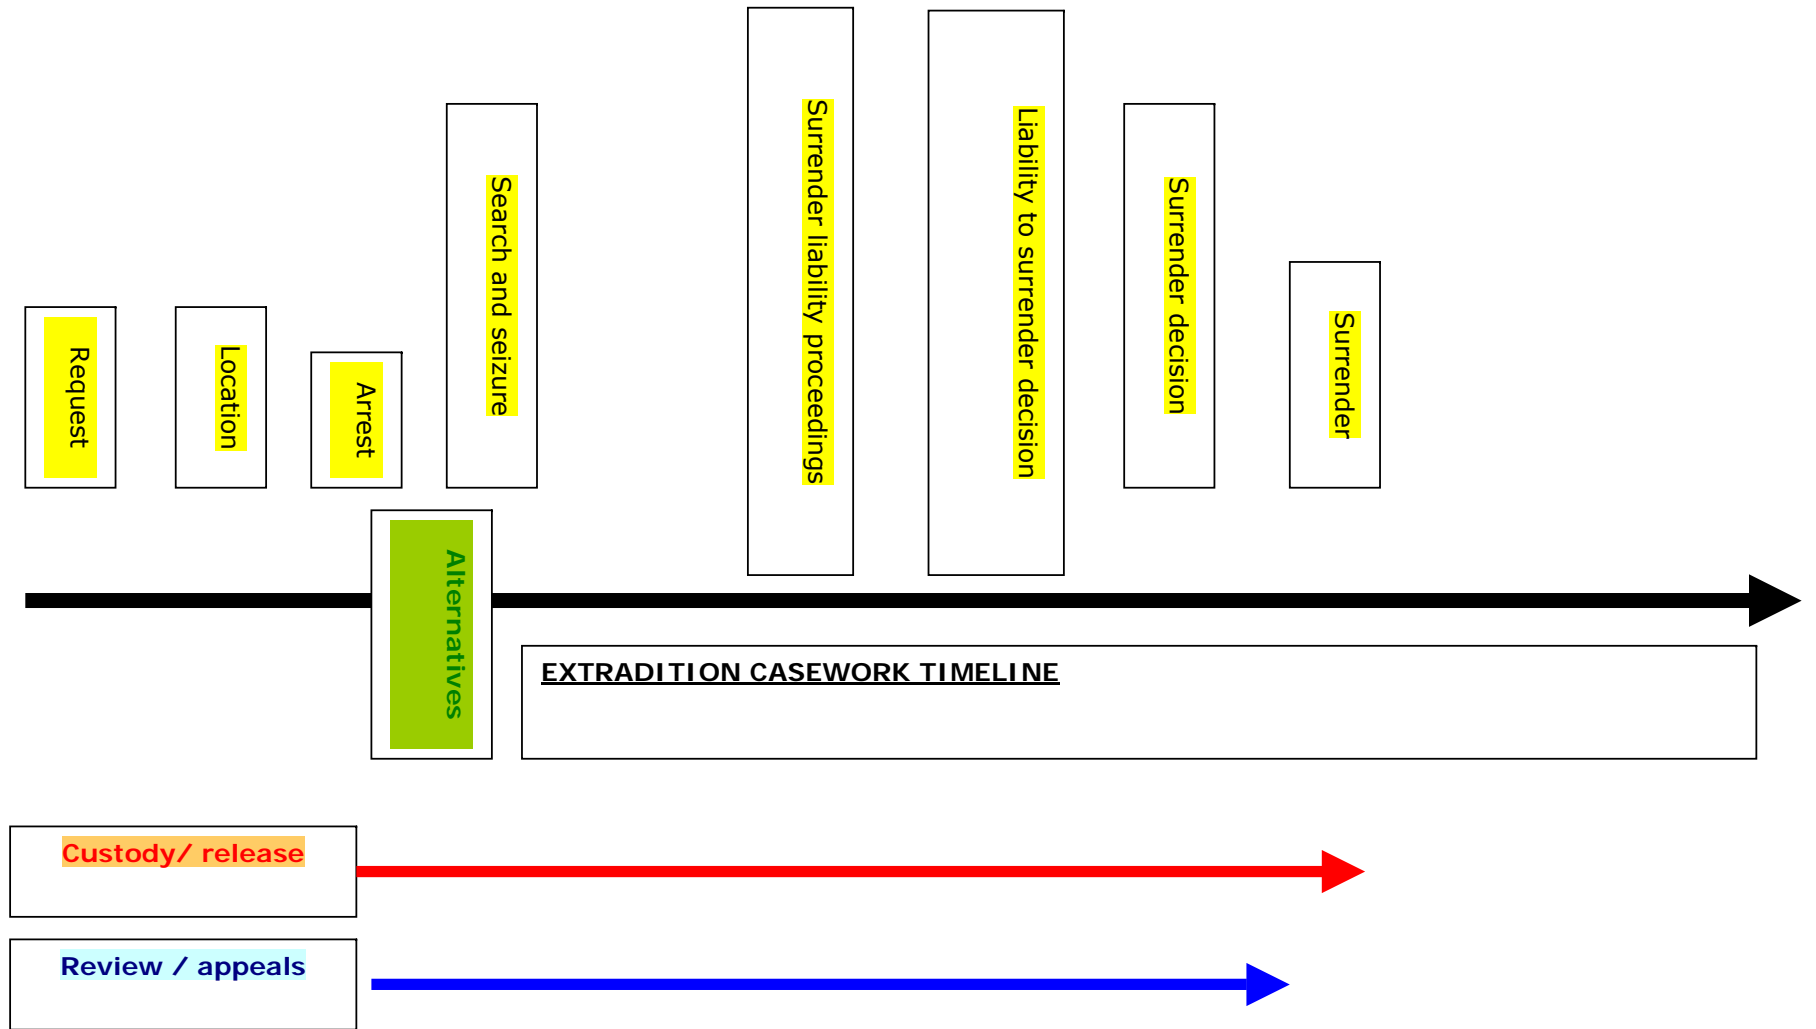 Request
Location
Arrest
Search and seizure
Surrender liability proceedings
Liability to surrender decision
Surrender decision
Surrender
Alternatives
EXTRADITION CASEWORK TIMELINE
Custody/ release
Review / appeals